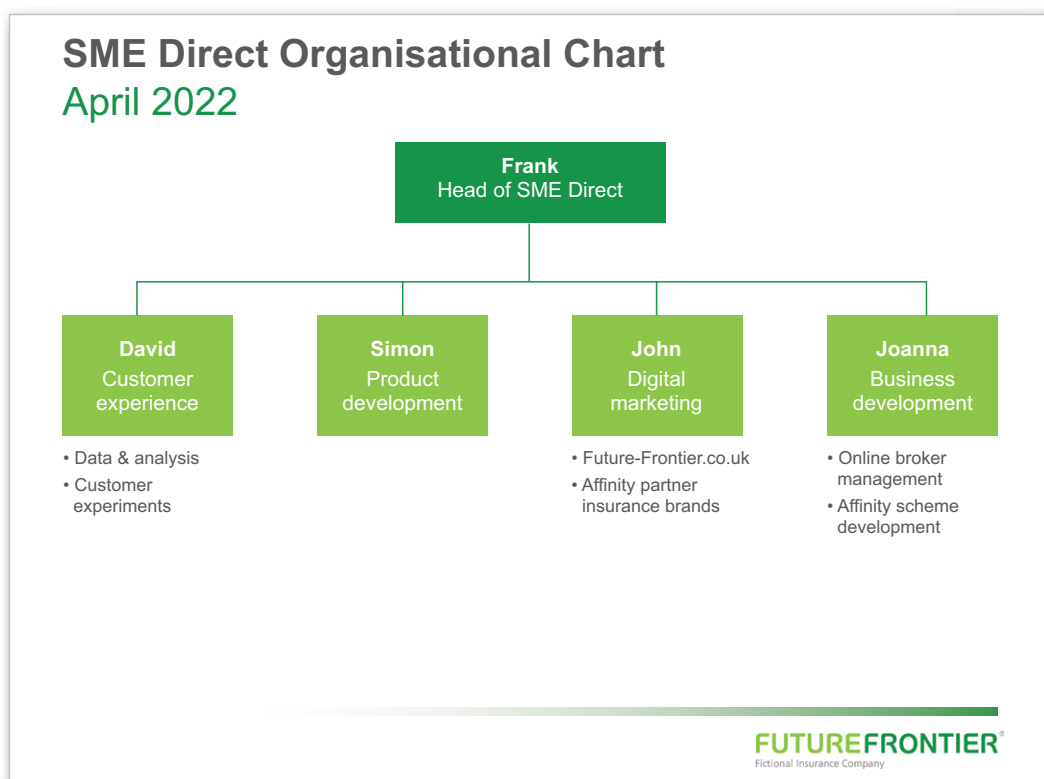 SME Direct Organisational Chart
April 2022
Frank
Head of SME Direct
David
Customer
experience
• Data & analysis
• Customer
experiments
Simon
Product
development
John
Digital
marketing
• Future-Frontier.co.uk
• Affinity partner
insurance brands
Joanna
Business
development
• Online broker
management
• Affinity scheme
development
FUTUREFRONTIER®
Fictional Insurance Company